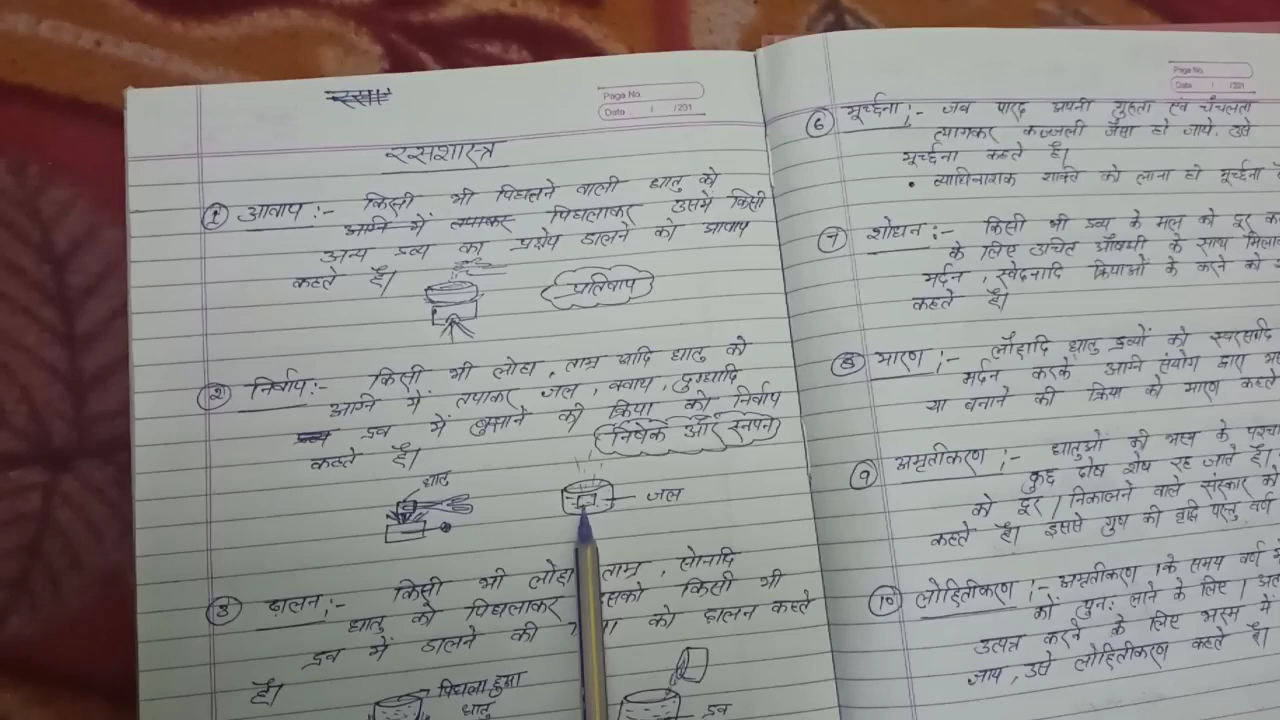 रसशास्त्र
Page No.
Date / /201
① आवाप :- किसी भी पिघलने वाली धातु को
अग्नि में तपाकर पिघलाकर उसमे किसी
अन्य द्रव्य का प्रक्षेप डालने को आवाप
कहते हैं।
प्रतिवाप
② निर्वाप :- किसी भी लोहा, ताम्र आदि धातु को
अग्नि में तपाकर जल, क्वाथ, दुग्धादि
द्रव में बुझाने की क्रिया को निर्वाप
कहते हैं।
निषेक और स्नपन
धातु
जल
③ ढालन :- किसी भी लोहा ताम्र, सोनादि
धातु को पिघलाकर उसको किसी भी
द्रव में डालने की को ढालन कहते
हैं।
पिघला हुआ
धातु
द्रव
Page No.
Date / /201
⑥ मूर्च्छना :- जब पारद अपनी गुरुता एवं चंचलता
त्यागकर कज्जली जैसा हो जाये, उसे
मूर्च्छना कहते हैं।
• व्याधिनाशक शक्ति को लाना ही मूर्च्छना
⑦ शोधन :- किसी भी द्रव्य के मल को दूर
के लिए उचित औषधी के साथ
मर्दन, स्वेदनादि क्रियाओं के करने को
कहते हैं।
⑧ मारण :- लौहादि धातु द्रव्यों को
मर्दन करके अग्नि संयोग द्वारा
या बनाने की क्रिया को मारण कहते
⑨ अमृतीकरण :- धातुओ की भस्म के पश्चा
कुछ दोष शेष रह जाते हैं।
को दूर / निकालने वाले संस्कार को
कहते हैं। इससे गुण की वृद्धि परन्तु वर्ण
⑩ लोहितीकरण :- अमृतीकरण के समय वर्ण
को पुनः लाने के लिए /
उत्पन्न करने के लिए भस्म में
जाय, उसे लोहितीकरण कहते हैं।